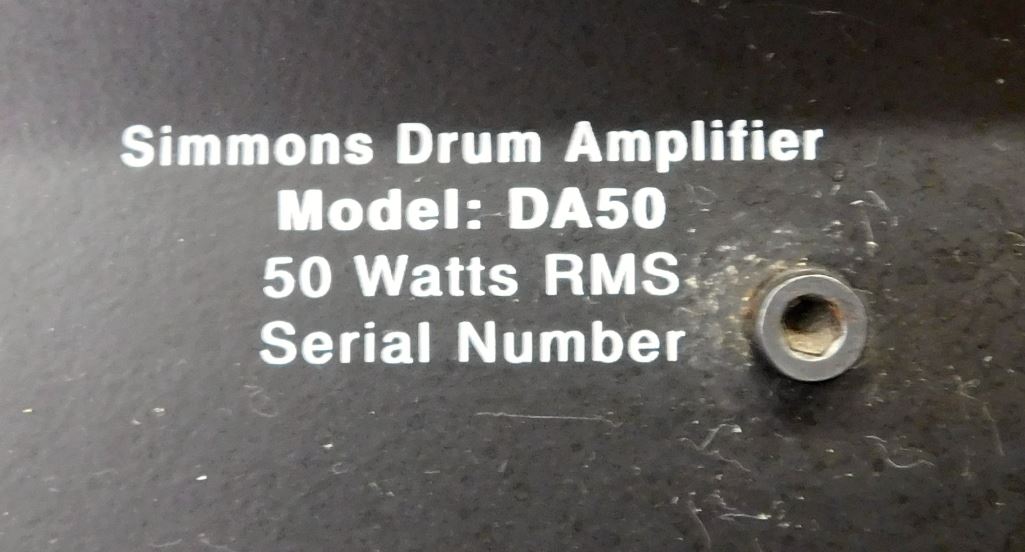 Simmons Drum Amplifier
Model: DA50
50 Watts RMS
Serial Number